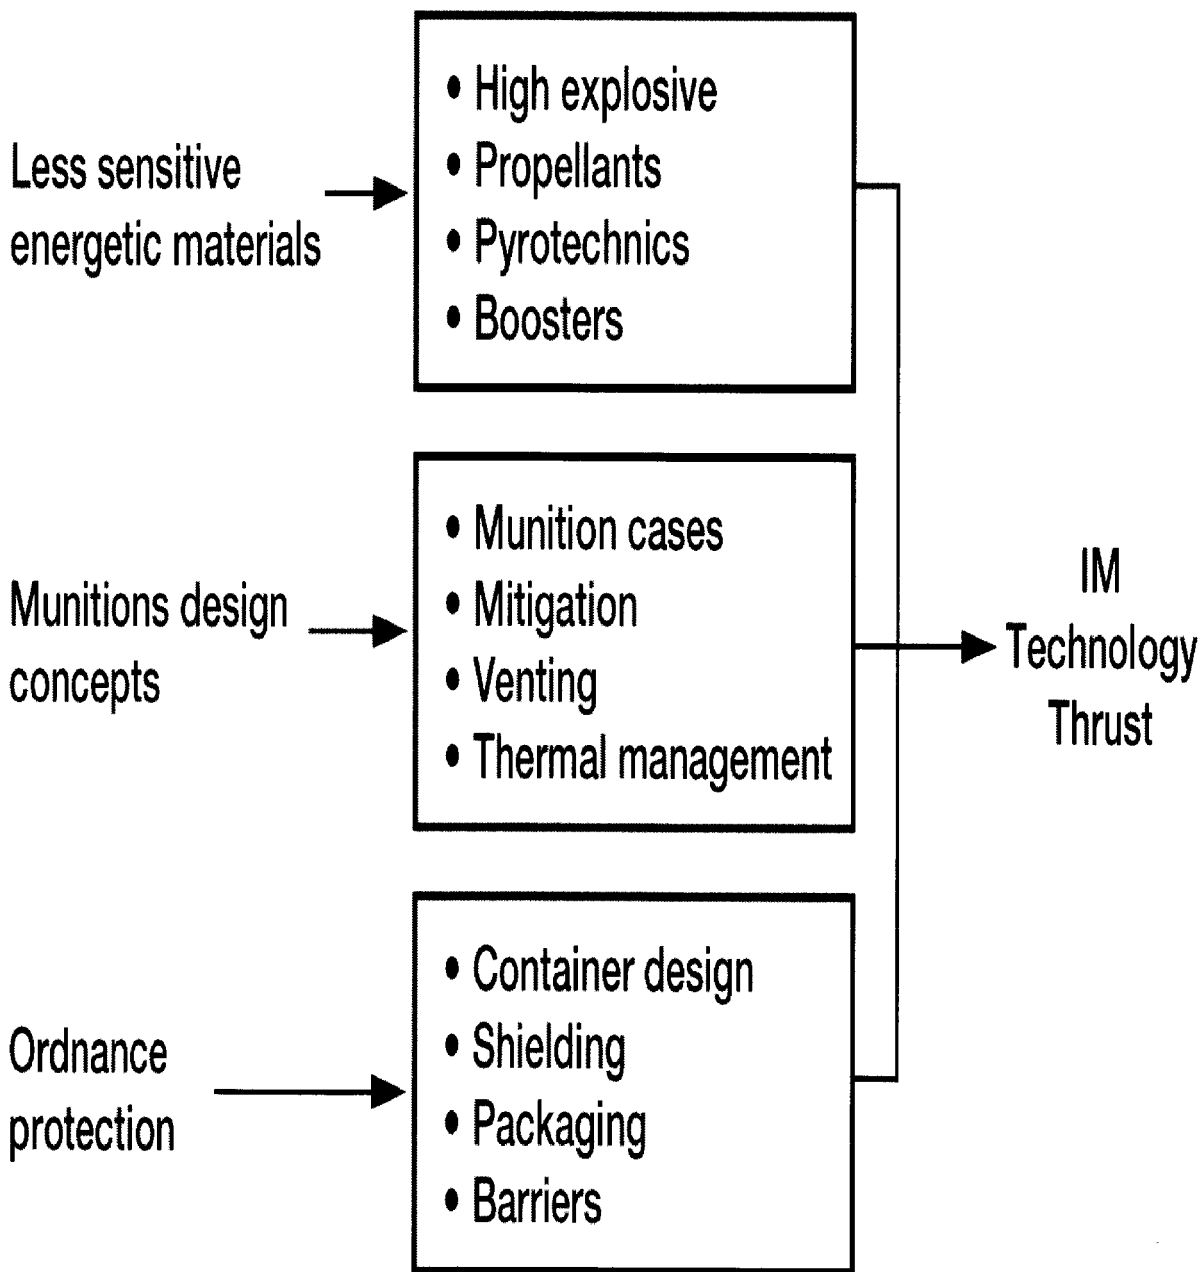 Less sensitive
energetic materials
• High explosive
• Propellants
• Pyrotechnics
• Boosters
Munitions design
concepts
• Munition cases
• Mitigation
• Venting
• Thermal management
Ordnance
protection
• Container design
• Shielding
• Packaging
• Barriers
IM
Technology
Thrust